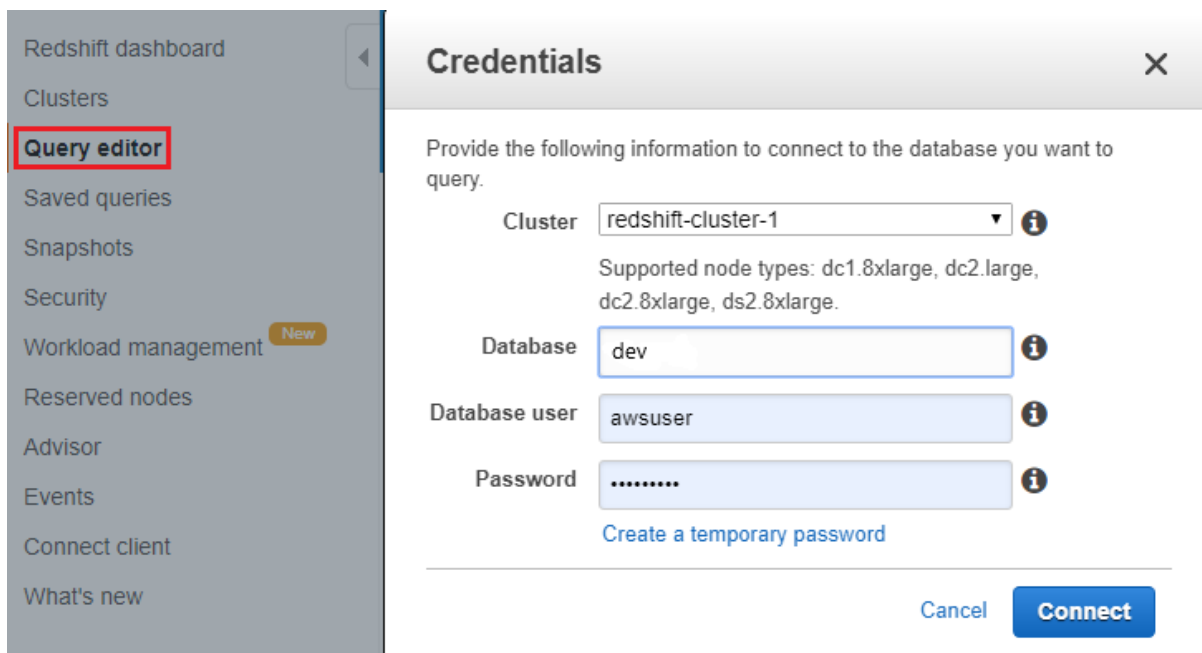 Redshift dashboard
Clusters
Query editor
Saved queries
Snapshots
Security
Workload management New
Reserved nodes
Advisor
Events
Connect client
What's new
Credentials
Provide the following information to connect to the database you want to
query.
Cluster redshift-cluster-1
Supported node types: dc1.8xlarge, dc2.large,
dc2.8xlarge, ds2.8xlarge.
Database dev
Database user awsuser
Password •••••••••
Create a temporary password
Cancel Connect